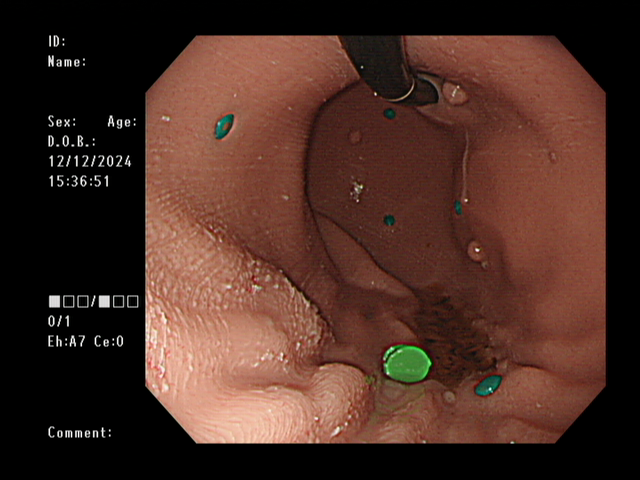 ID:
Name:
Sex: Age:
D.O.B.:
12/12/2024
15:36:51
■□□/■□□
0/1
Eh:A7 Ce:0
Comment: